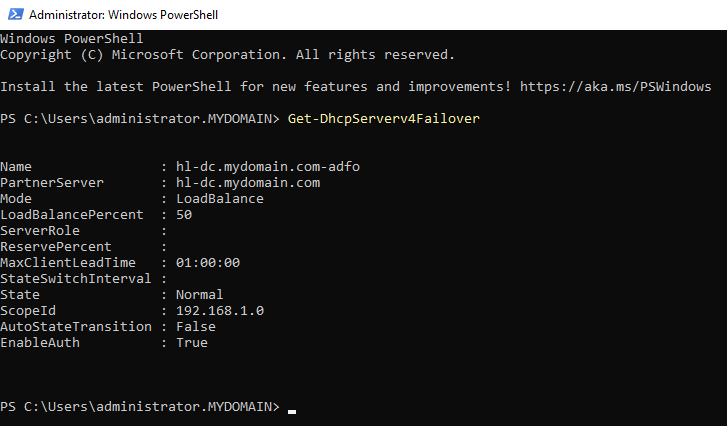 Administrator: Windows PowerShell
Windows PowerShell
Copyright (C) Microsoft Corporation. All rights reserved.
Install the latest PowerShell for new features and improvements! https://aka.ms/PSWindows
PS C:\Users\administrator.MYDOMAIN> Get-DhcpServerv4Failover
Name                : hl-dc.mydomain.com-adfo
PartnerServer       : hl-dc.mydomain.com
Mode                : LoadBalance
LoadBalancePercent  : 50
ServerRole          :
ReservePercent      :
MaxClientLeadTime   : 01:00:00
StateSwitchInterval :
State               : Normal
ScopeId             : 192.168.1.0
AutoStateTransition : False
EnableAuth          : True
PS C:\Users\administrator.MYDOMAIN>